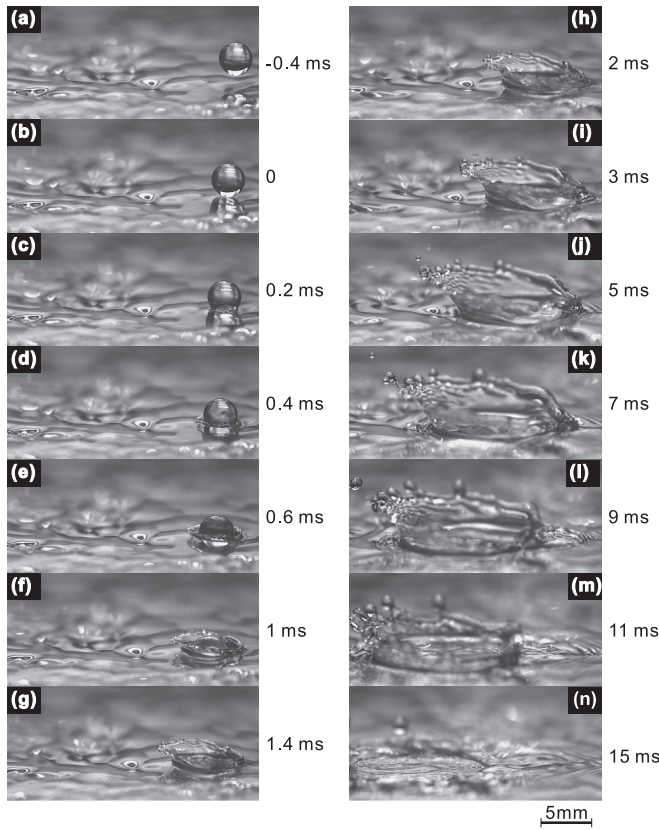 (a)
-0.4 ms
(b)
0
(c)
0.2 ms
(d)
0.4 ms
(e)
0.6 ms
(f)
1 ms
(g)
1.4 ms
(h)
2 ms
(i)
3 ms
(j)
5 ms
(k)
7 ms
(l)
9 ms
(m)
11 ms
(n)
15 ms
5mm